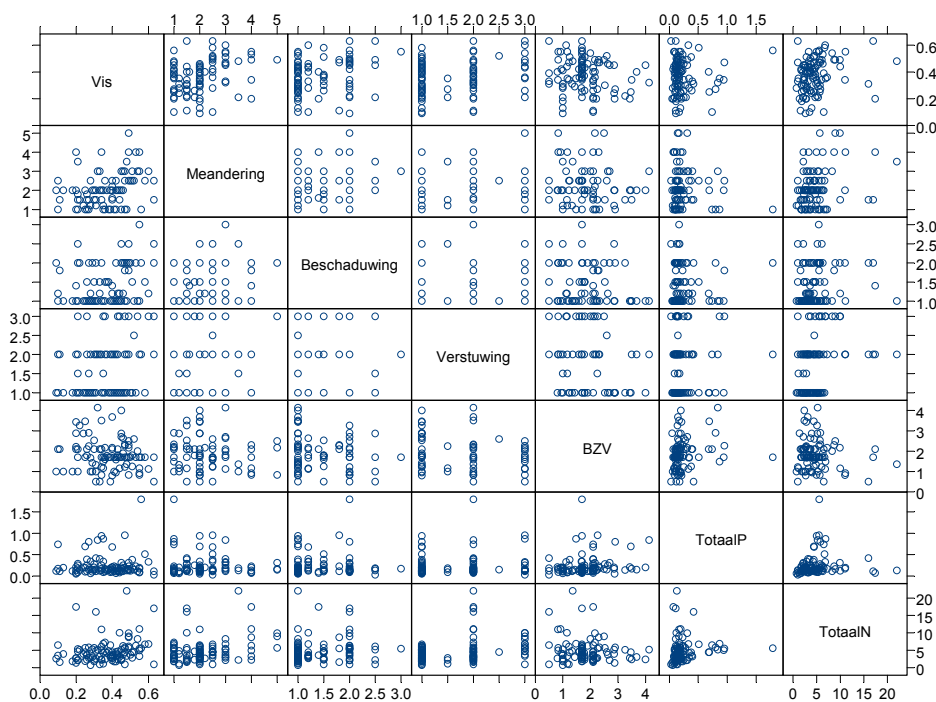 1 2 3 4 5 1.0 1.5 2.0 2.5 3.0 0.0 0.5 1.0 1.5
Vis 0.0 0.2 0.4 0.6
1 2 3 4 5 Meandering
Beschaduwing 1.0 1.5 2.0 2.5 3.0
1.0 1.5 2.0 2.5 3.0 Verstuwing
BZV 0 1 2 3 4
0.0 0.5 1.0 1.5 TotaalP
TotaalN 0 5 10 15 20
0.0 0.2 0.4 0.6 1.0 1.5 2.0 2.5 3.0 0 1 2 3 4 0 5 10 15 20